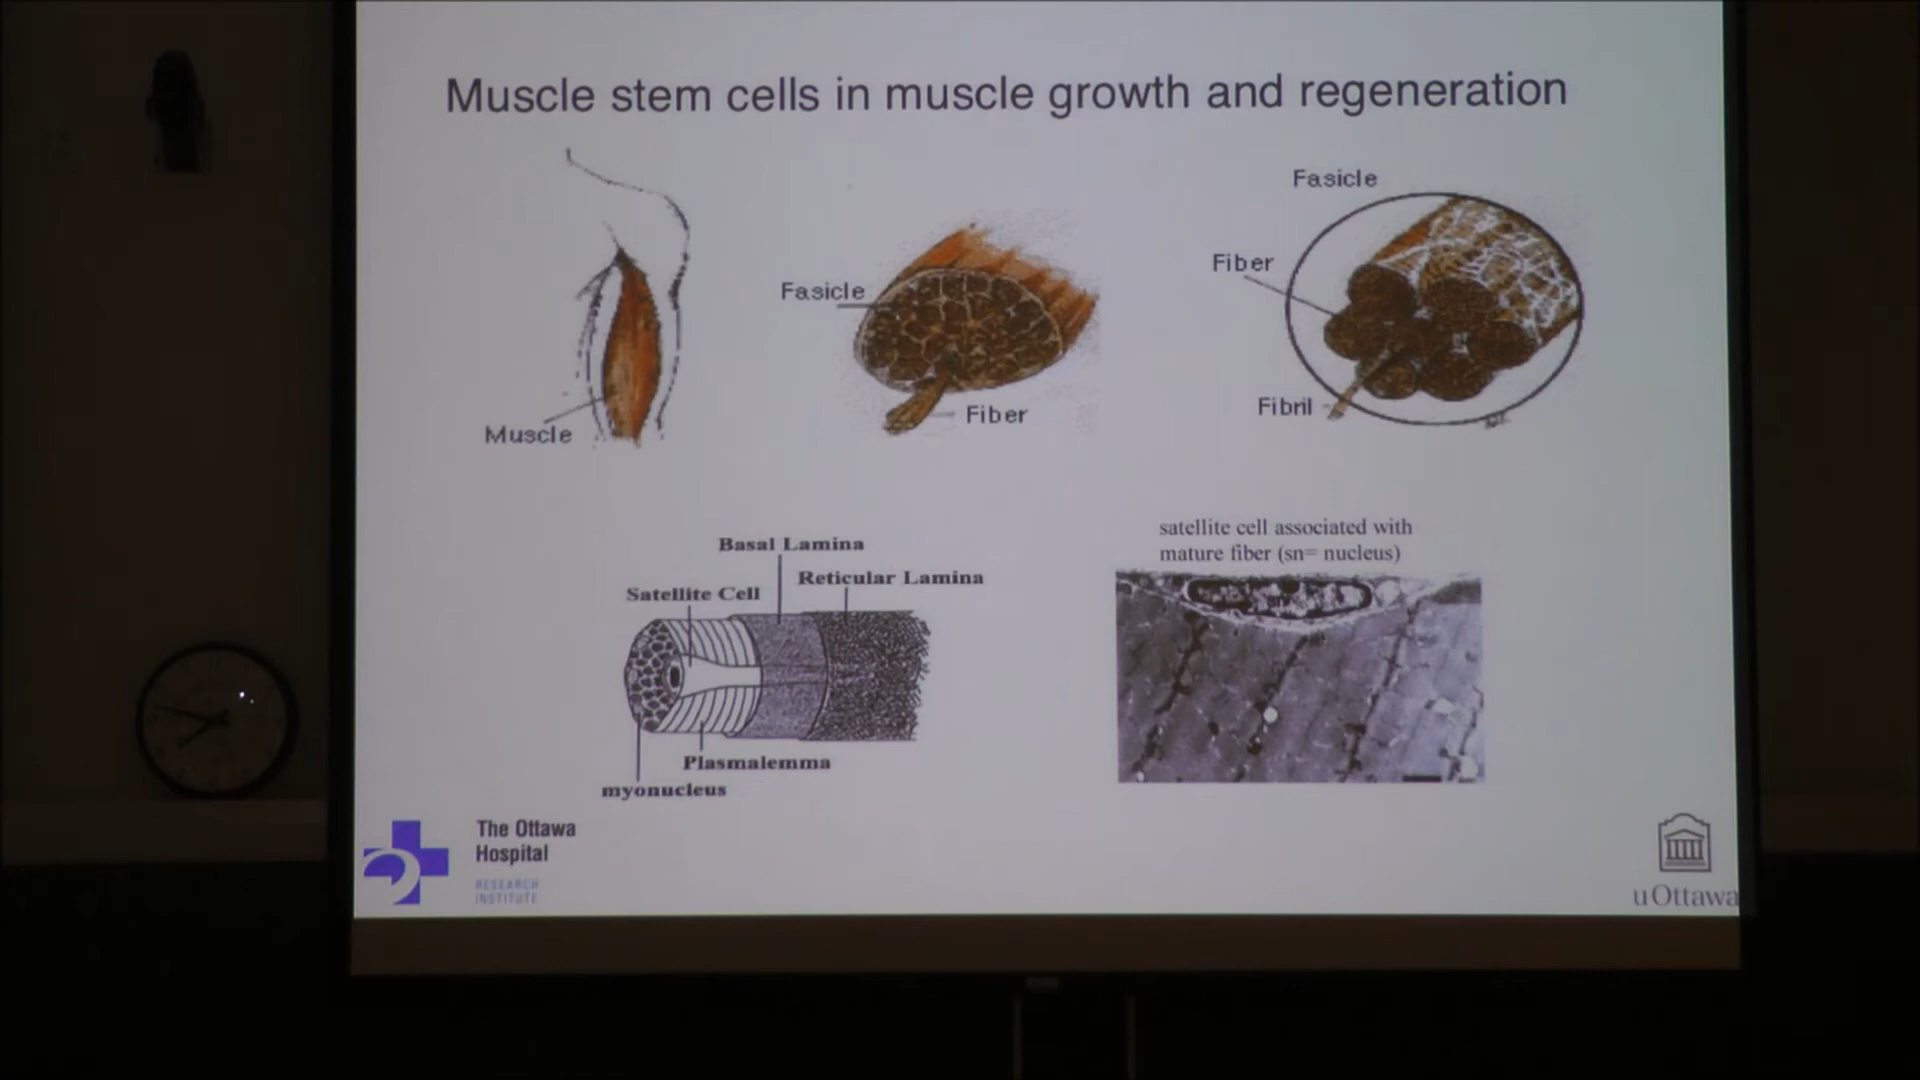 Muscle stem cells in muscle growth and regeneration
Muscle
Fasicle
Fiber
Fasicle
Fiber
Fibril
Basal Lamina
Reticular Lamina
Satellite Cell
Plasmalemma
myonucleus
satellite cell associated with
mature fiber (sn= nucleus)
The Ottawa
Hospital
RESEARCH
INSTITUTE
uOttawa